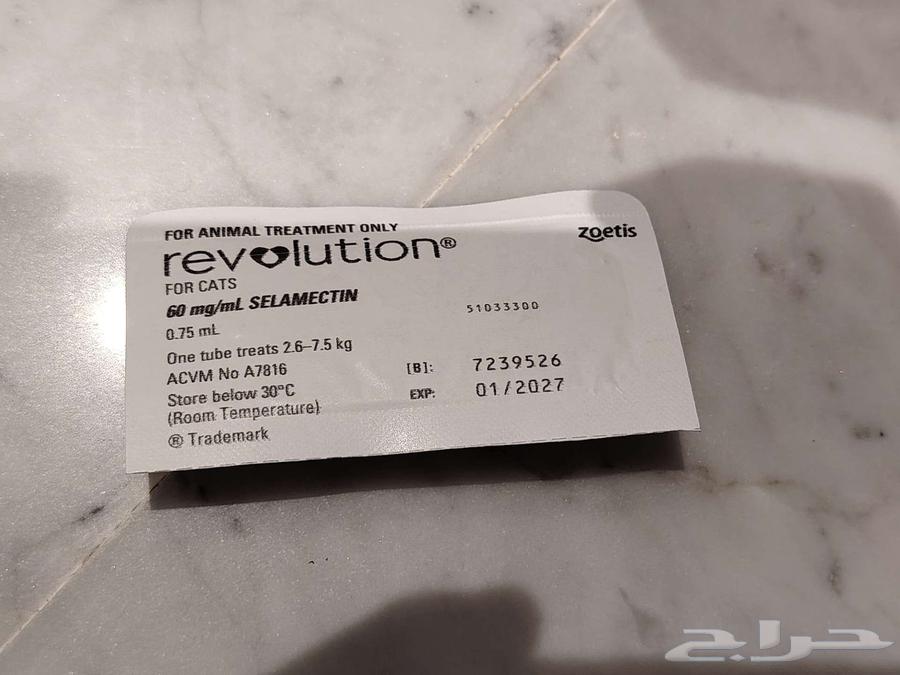 FOR ANIMAL TREATMENT ONLY
revolution®
zoetis
FOR CATS
60 mg/mL SELAMECTIN
51033300
0.75 mL
One tube treats 2.6–7.5 kg
ACVM No A7816
[B]: 7239526
Store below 30°C
EXP: 01/2027
(Room Temperature)
® Trademark
حراج